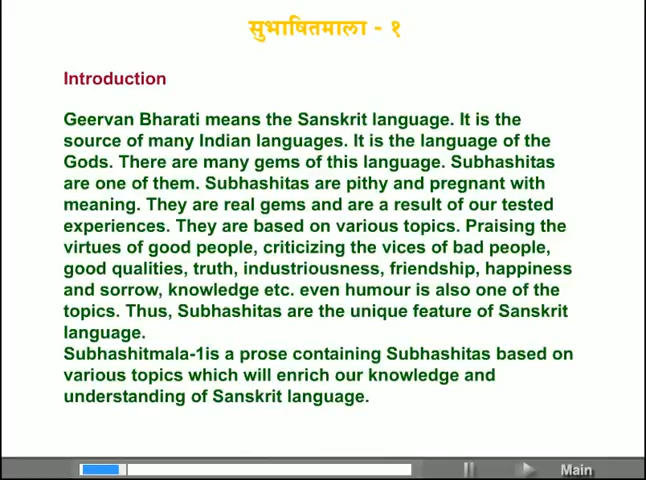 सुभाषितमाला - १
Introduction
Geervan Bharati means the Sanskrit language. It is the
source of many Indian languages. It is the language of the
Gods. There are many gems of this language. Subhashitas
are one of them. Subhashitas are pithy and pregnant with
meaning. They are real gems and are a result of our tested
experiences. They are based on various topics. Praising the
virtues of good people, criticizing the vices of bad people,
good qualities, truth, industriousness, friendship, happiness
and sorrow, knowledge etc. even humour is also one of the
topics. Thus, Subhashitas are the unique feature of Sanskrit
language.
Subhashitmala-1is a prose containing Subhashitas based on
various topics which will enrich our knowledge and
understanding of Sanskrit language.
Main